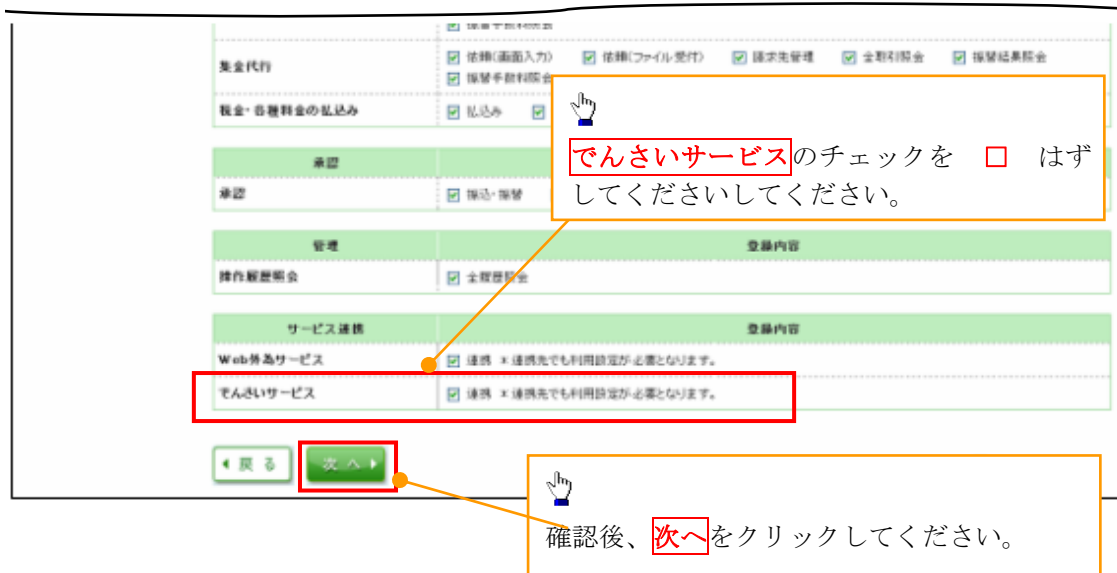 振替手数料照会
集金代行 依頼(画面入力) 依頼(ファイル受付) 請求先管理 全取引照会 振替結果照会
振替手数料照会
税金・各種料金の払込み 払込み
でんさいサービスのチェックを □ はず
してくださいしてください。
承認
承認 振込・振替
管理 登録内容
操作履歴照会 全履歴照会
サービス連携 登録内容
Web外為サービス 連携 *連携先でも利用設定が必要となります。
でんさいサービス 連携 *連携先でも利用設定が必要となります。
戻る 次へ
確認後、次へをクリックしてください。